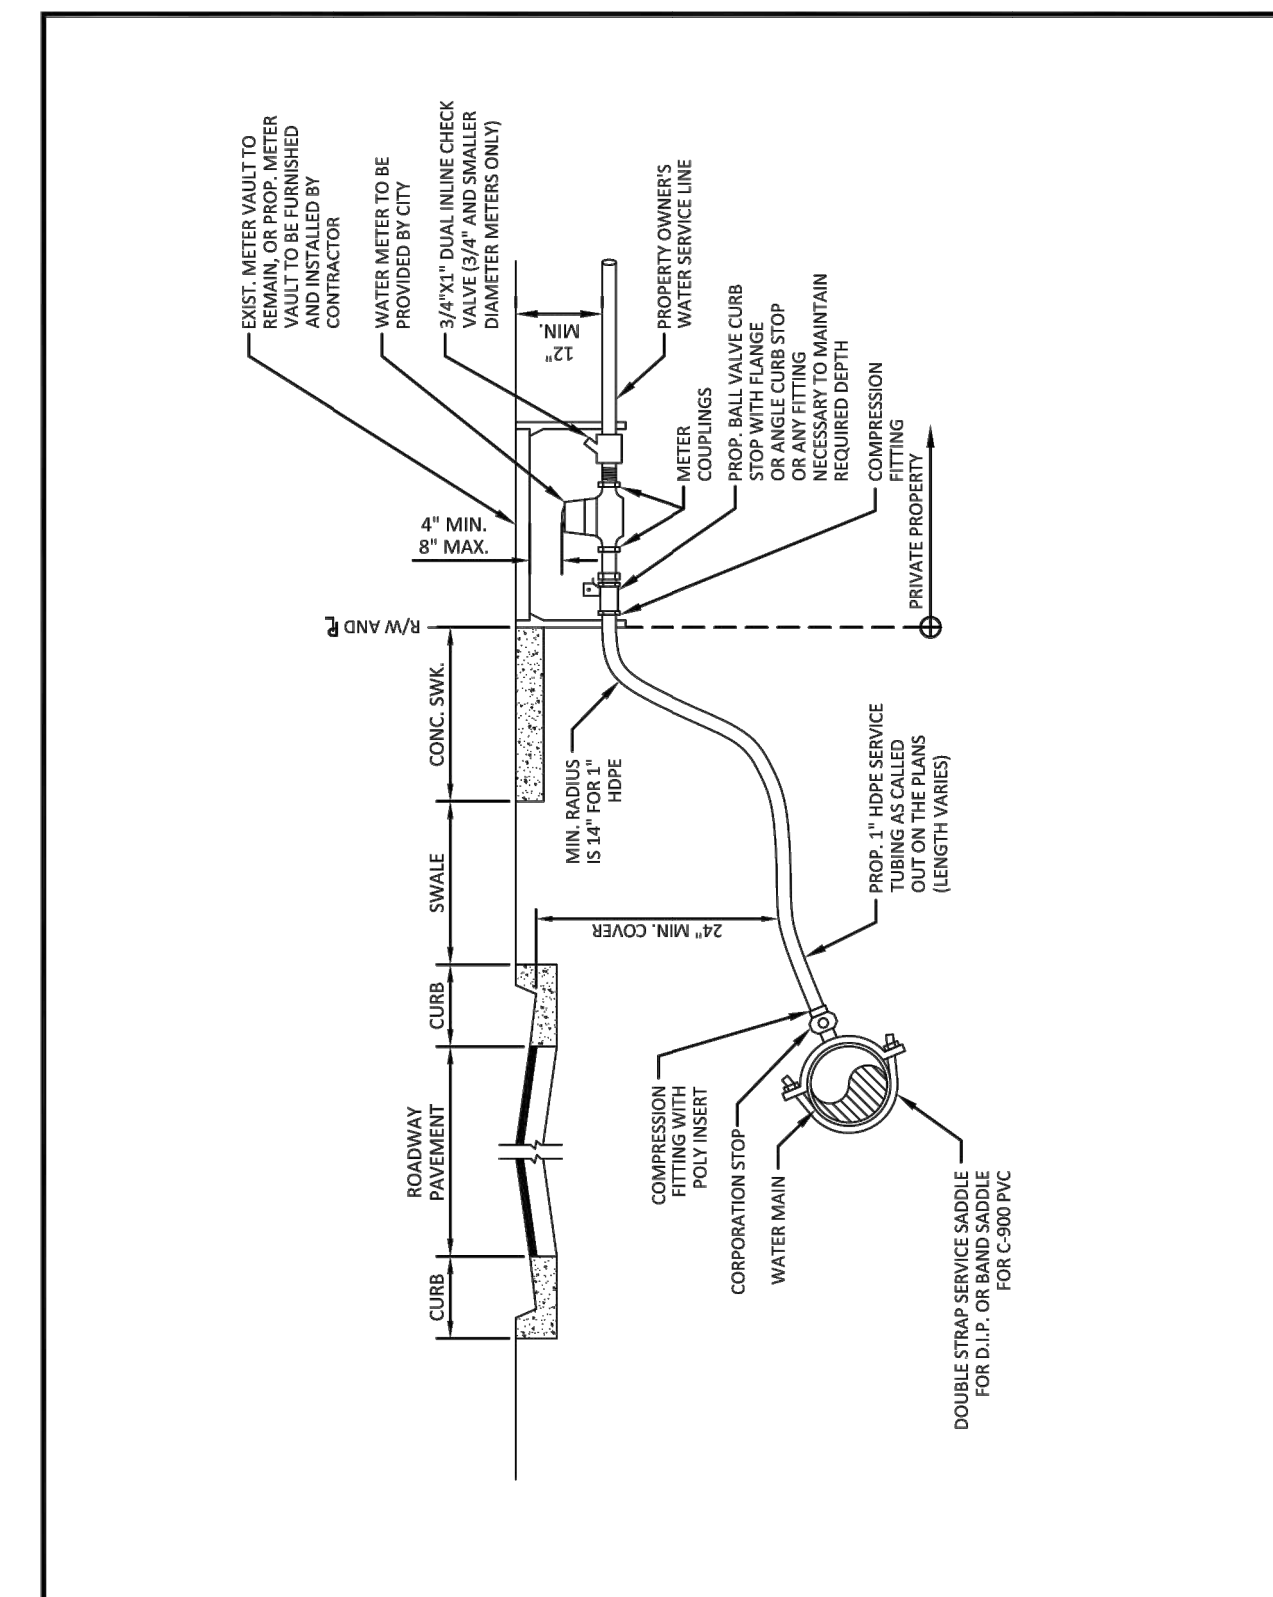 EXIST. METER VAULT TO
REMAIN, OR PROP. METER
VAULT TO BE FURNISHED
AND INSTALLED BY
CONTRACTOR
WATER METER TO BE
PROVIDED BY CITY
3/4"X1" DUAL INLINE CHECK
VALVE (3/4" AND SMALLER
DIAMETER METERS ONLY)
12"
MIN.
PROPERTY OWNER'S
WATER SERVICE LINE
4" MIN.
8" MAX.
METER
COUPLINGS
PROP. BALL VALVE CURB
STOP WITH FLANGE
OR ANGLE CURB STOP
OR ANY FITTING
NECESSARY TO MAINTAIN
REQUIRED DEPTH
COMPRESSION
FITTING
PRIVATE PROPERTY
R/W AND PL
CONC. SWK.
SWALE
CURB
ROADWAY
PAVEMENT
CURB
MIN. RADIUS
IS 14" FOR 1"
HDPE
24" MIN. COVER
PROP. 1" HDPE SERVICE
TUBING AS CALLED
OUT ON THE PLANS
(LENGTH VARIES)
COMPRESSION
FITTING WITH
POLY INSERT
CORPORATION STOP
WATER MAIN
DOUBLE STRAP SERVICE SADDLE
FOR D.I.P. OR BAND SADDLE
FOR C-900 PVC